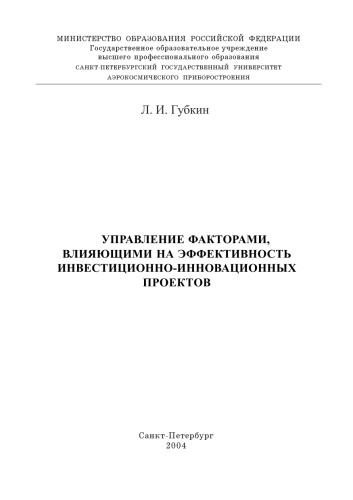 МИНИСТЕРСТВО ОБРАЗОВАНИЯ РОССИЙСКОЙ ФЕДЕРАЦИИ
Государственное образовательное учреждение
высшего профессионального образования
САНКТ-ПЕТЕРБУРГСКИЙ ГОСУДАРСТВЕННЫЙ УНИВЕРСИТЕТ
АЭРОКОСМИЧЕСКОГО ПРИБОРОСТРОЕНИЯ
Л. И. Губкин
УПРАВЛЕНИЕ ФАКТОРАМИ,
ВЛИЯЮЩИМИ НА ЭФФЕКТИВНОСТЬ
ИНВЕСТИЦИОННО-ИННОВАЦИОННЫХ
ПРОЕКТОВ
Санкт-Петербург
2004